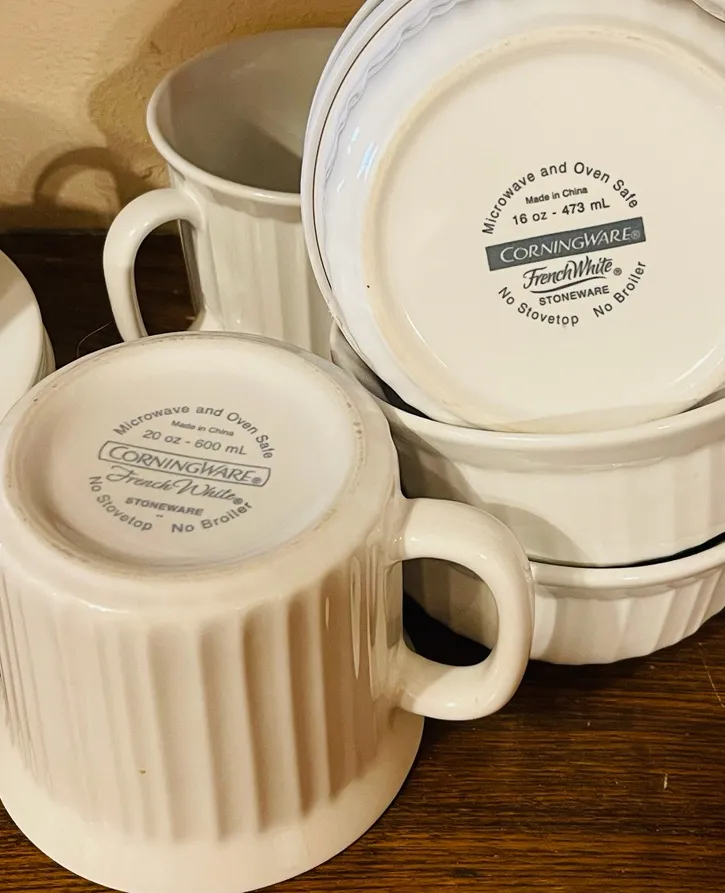 Microwave and Oven Safe
Made in China
16 oz - 473 mL
CORNINGWARE®
French White®
STONEWARE
No Stovetop No Broiler
Microwave and Oven Safe
Made in China
20 oz - 600 mL
CORNINGWARE®
French White®
STONEWARE
No Stovetop No Broiler